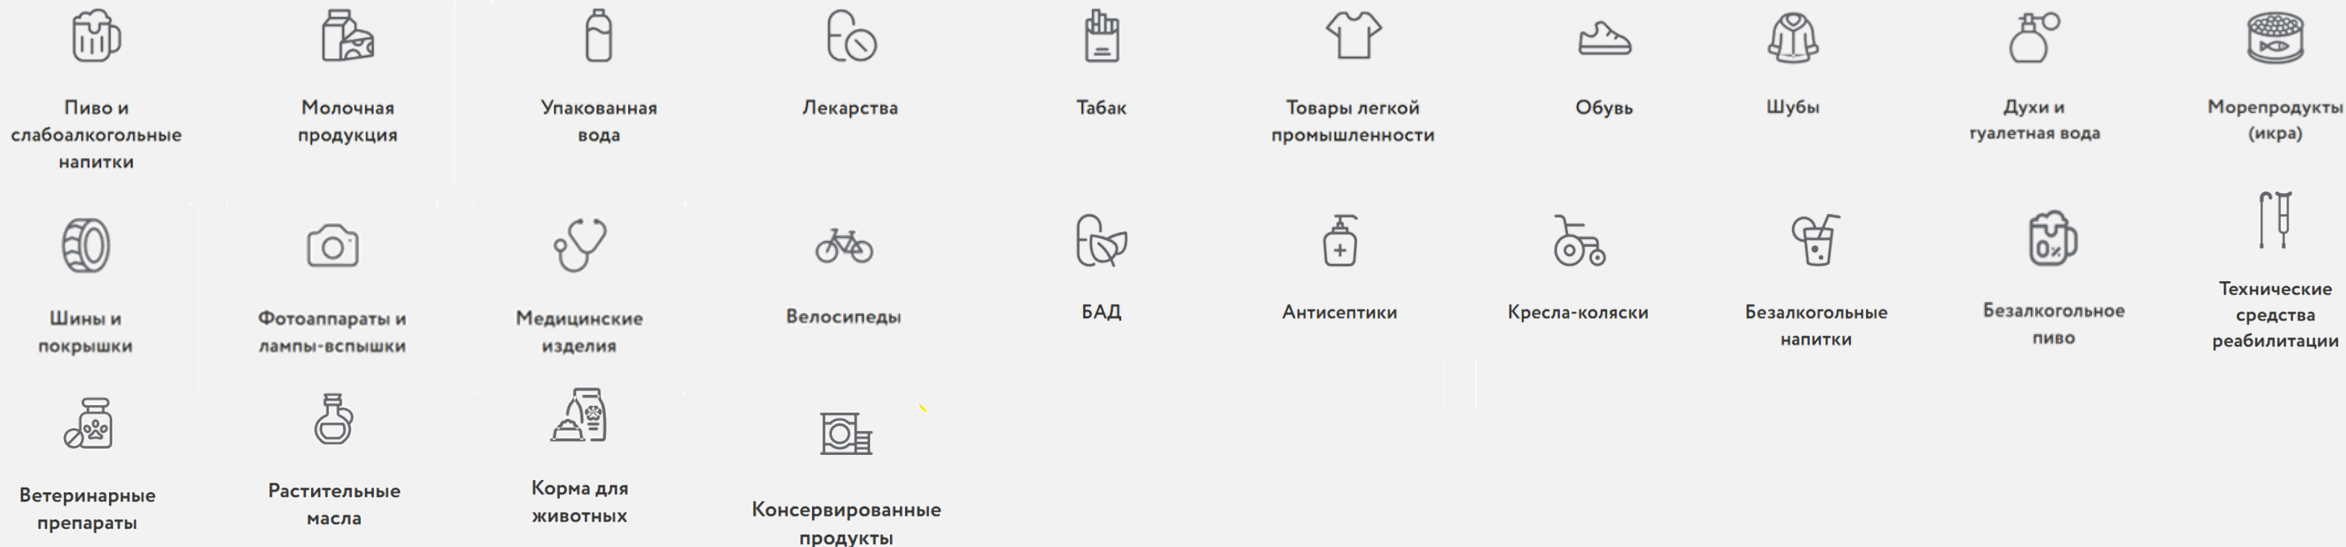 Пиво и
слабоалкогольные
напитки
Молочная
продукция
Упакованная
вода
Лекарства
Табак
Товары легкой
промышленности
Обувь
Шубы
Духи и
туалетная вода
Морепродукты
(икра)
Шины и
покрышки
Фотоаппараты и
лампы-вспышки
Медицинские
изделия
Велосипеды
БАД
Антисептики
Кресла-коляски
Безалкогольные
напитки
0%
Безалкогольное
пиво
Технические
средства
реабилитации
Ветеринарные
препараты
Растительные
масла
Корма для
животных
Консервированные
продукты